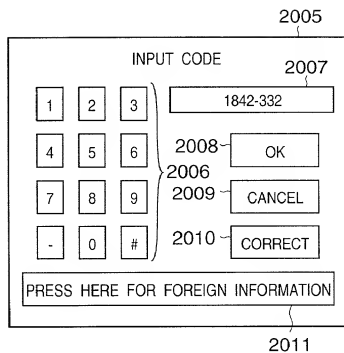 2005
INPUT CODE
2007
1 2 3
1842-332
4 5 6
2008
OK
2006
7 8 9
2009
CANCEL
- 0 #
2010
CORRECT
PRESS HERE FOR FOREIGN INFORMATION
2011